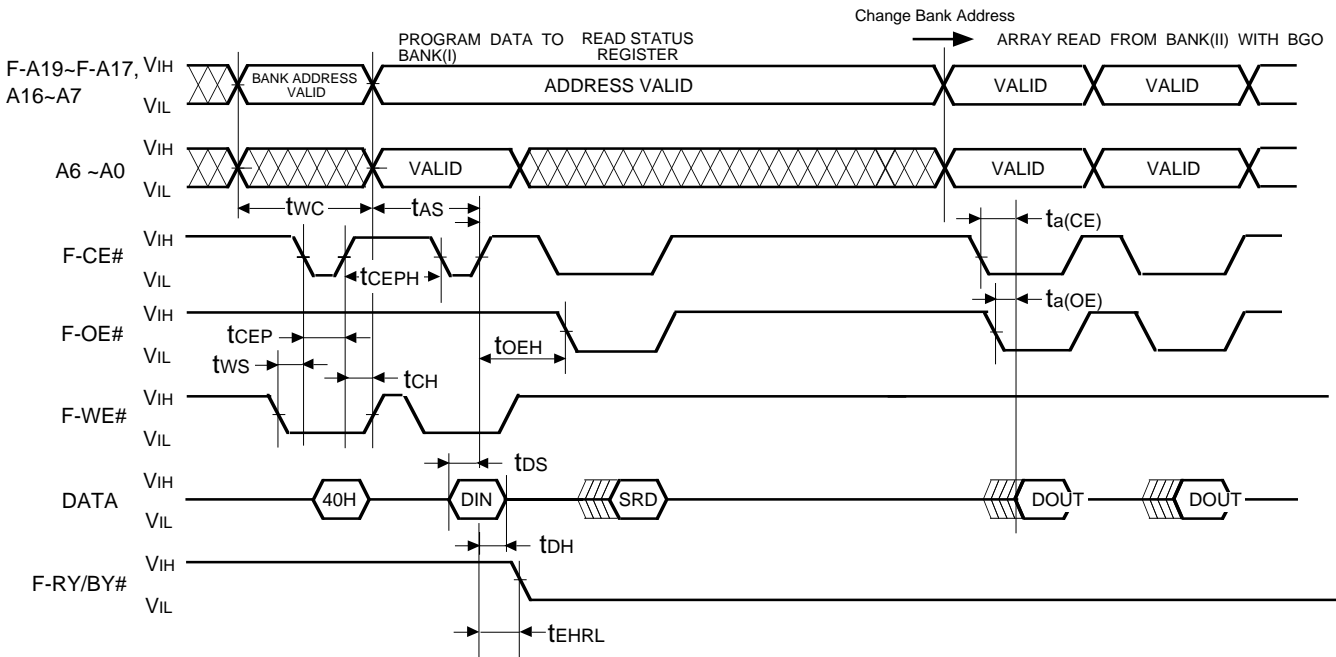 Change Bank Address
PROGRAM DATA TO BANK(I)
READ STATUS REGISTER
ARRAY READ FROM BANK(II) WITH BGO
F-A19~F-A17,
A16~A7
VIH
VIL
BANK ADDRESS VALID
ADDRESS VALID
VALID
VALID
A6 ~A0
VIH
VIL
VALID
VALID
VALID
tWC
tAS
ta(CE)
F-CE#
VIH
VIL
tCEPH
ta(OE)
F-OE#
VIH
VIL
tCEP
tOEH
tWS
tCH
F-WE#
VIH
VIL
tDS
DATA
VIH
VIL
40H
DIN
SRD
DOUT
DOUT
tDH
F-RY/BY#
VIH
VIL
tEHRL